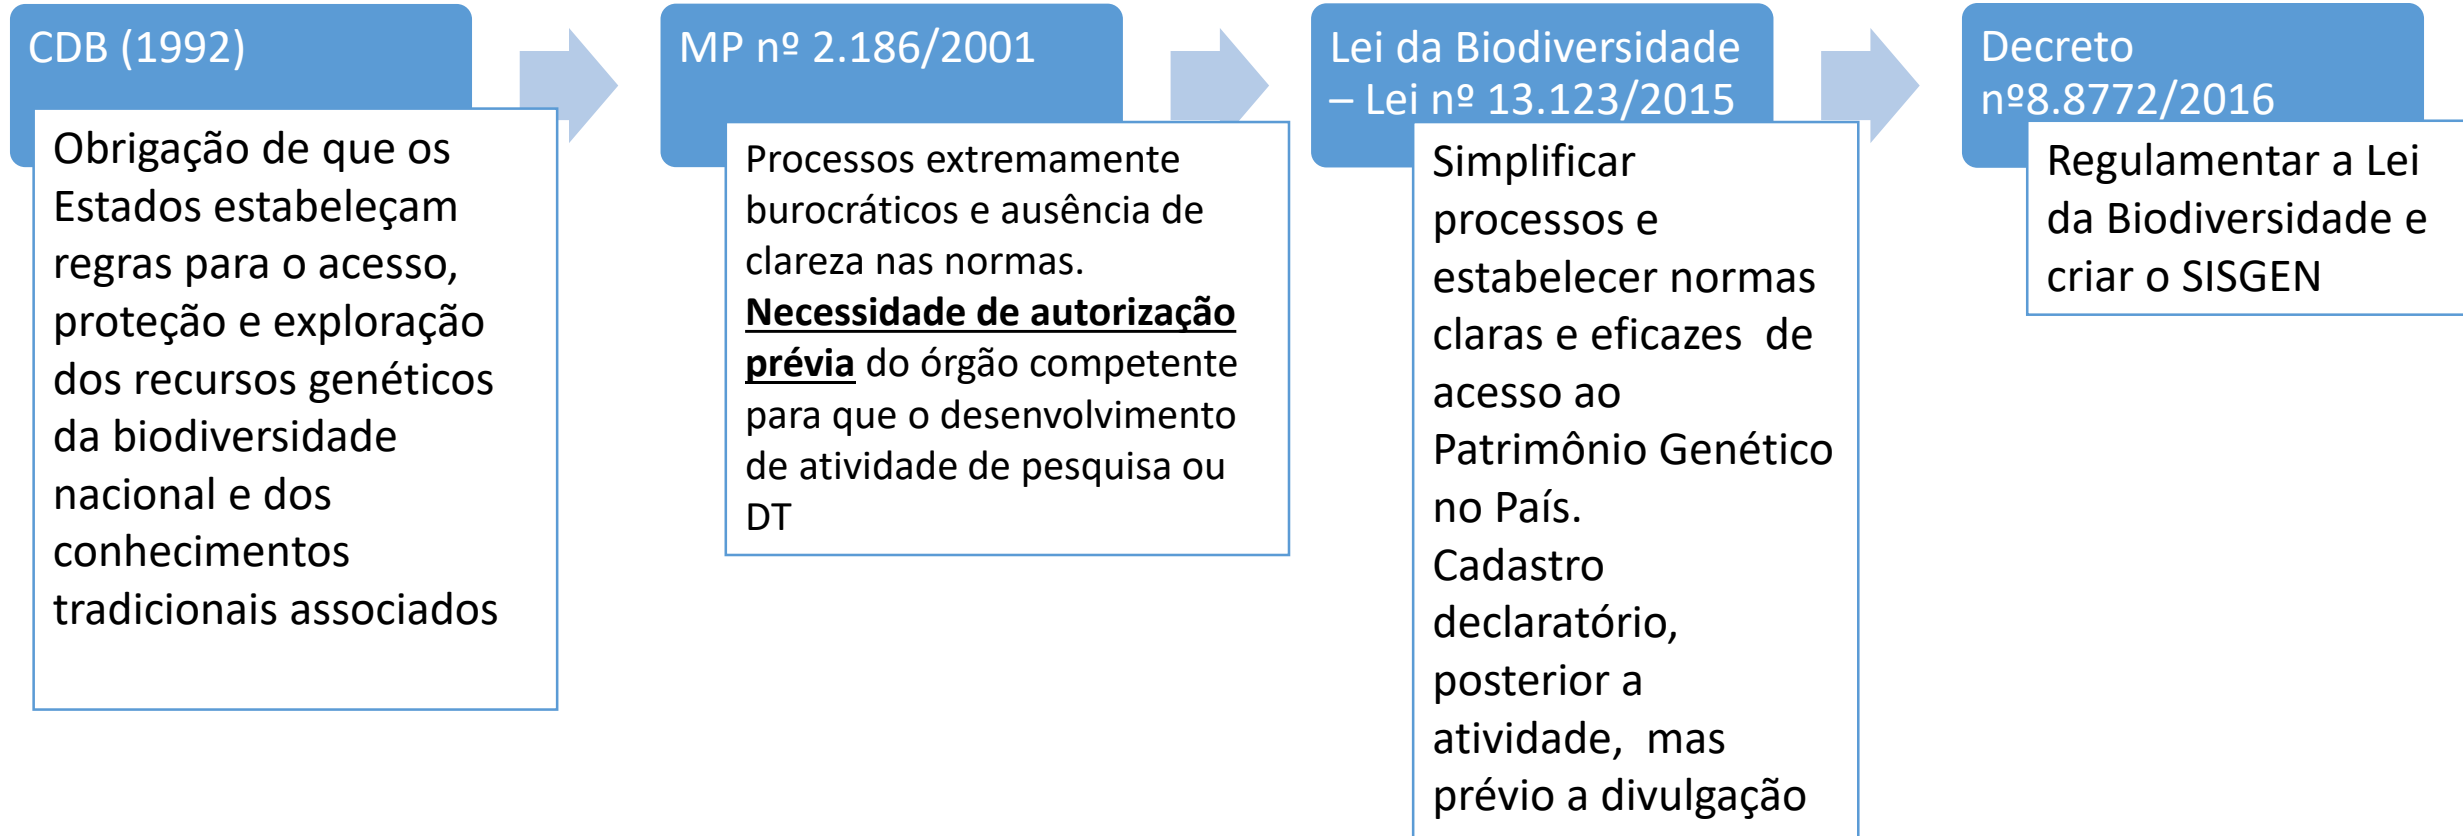 CDB (1992)
Obrigação de que os
Estados estabeleçam
regras para o acesso,
proteção e exploração
dos recursos genéticos
da biodiversidade
nacional e dos
conhecimentos
tradicionais associados
MP nº 2.186/2001
Processos extremamente
burocráticos e ausência de
clareza nas normas.
Necessidade de autorização
prévia do órgão competente
para que o desenvolvimento
de atividade de pesquisa ou
DT
Lei da Biodiversidade
– Lei nº 13.123/2015
Simplificar
processos e
estabelecer normas
claras e eficazes de
acesso ao
Patrimônio Genético
no País.
Cadastro
declaratório,
posterior a
atividade, mas
prévio a divulgação
Decreto
nº8.8772/2016
Regulamentar a Lei
da Biodiversidade e
criar o SISGEN